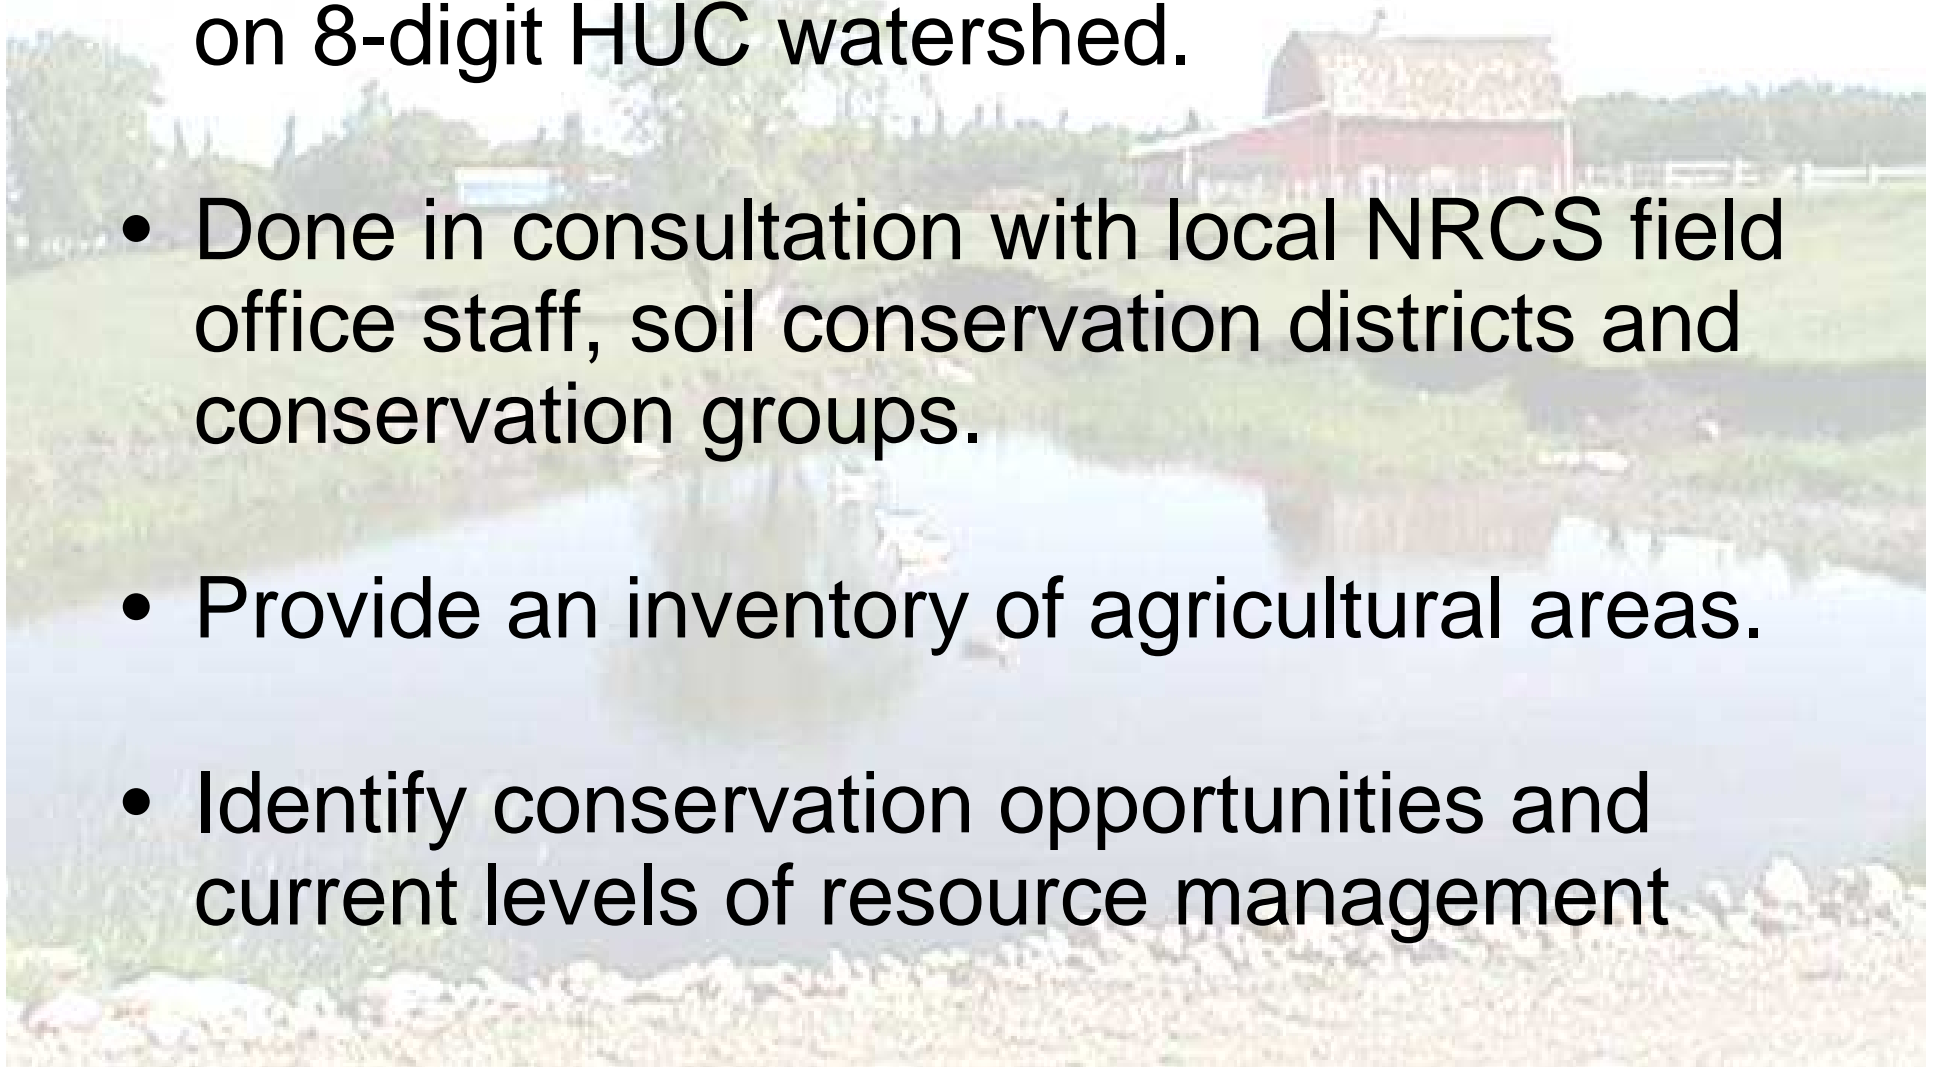 on 8-digit HUC watershed.
• Done in consultation with local NRCS field
office staff, soil conservation districts and
conservation groups.
• Provide an inventory of agricultural areas.
• Identify conservation opportunities and
current levels of resource management